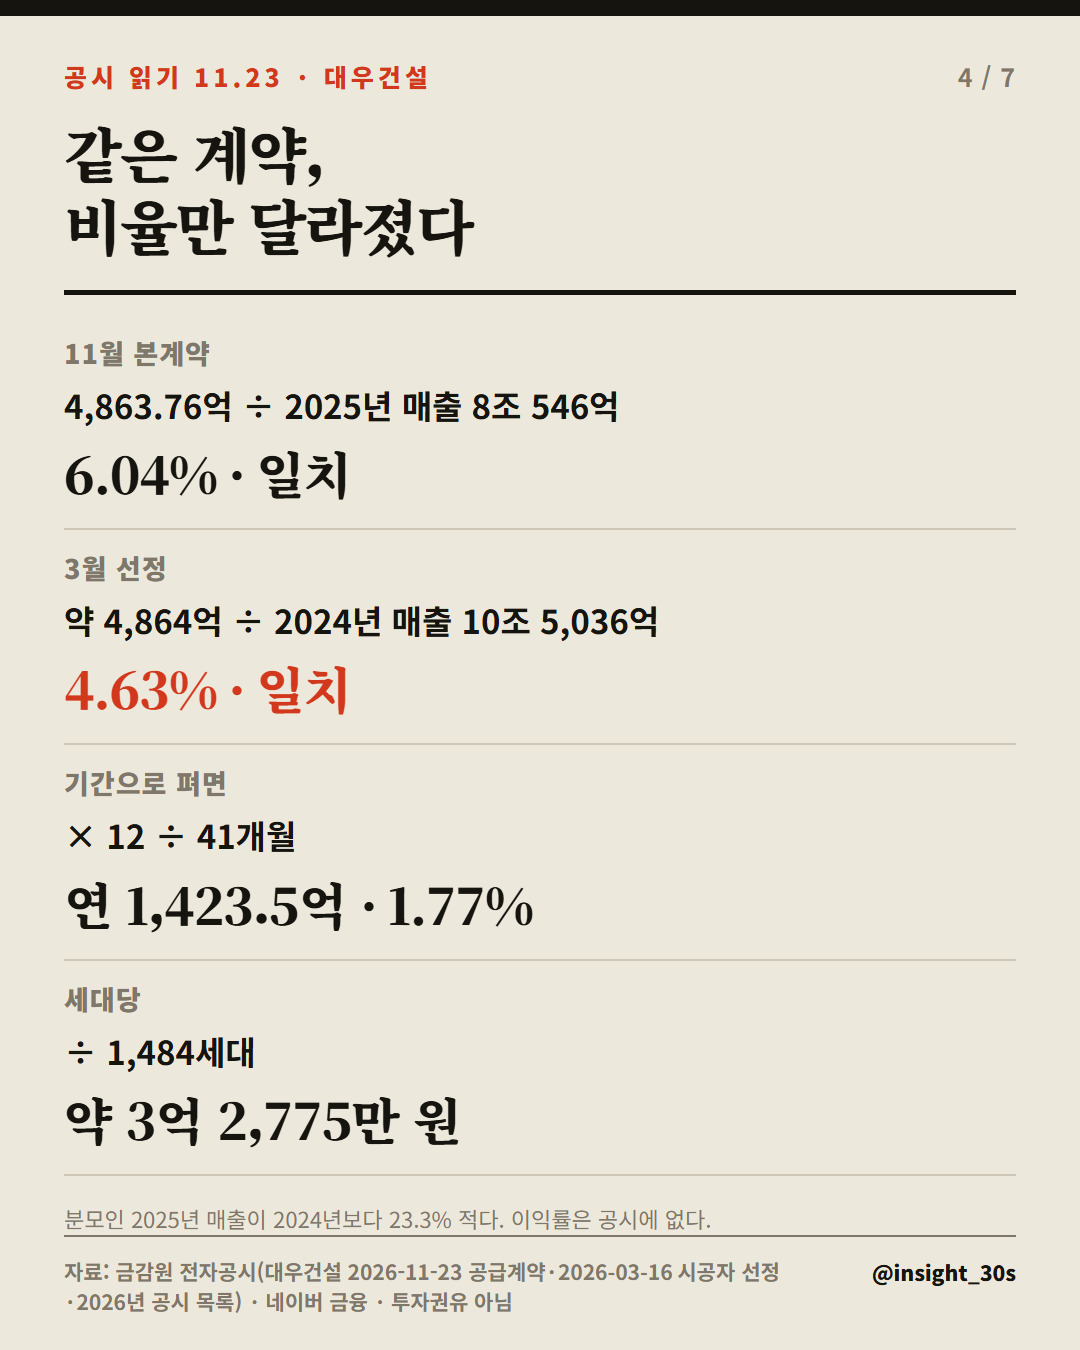 공시 읽기 11.23 · 대우건설
4 / 7
같은 계약,
비율만 달라졌다
11월 본계약
4,863.76억 ÷ 2025년 매출 8조 546억
6.04% · 일치
3월 선정
약 4,864억 ÷ 2024년 매출 10조 5,036억
4.63% · 일치
기간으로 펴면
× 12 ÷ 41개월
연 1,423.5억 · 1.77%
세대당
÷ 1,484세대
약 3억 2,775만 원
분모인 2025년 매출이 2024년보다 23.3% 적다. 이익률은 공시에 없다.
자료: 금감원 전자공시(대우건설 2026-11-23 공급계약·2026-03-16 시공자 선정
·2026년 공시 목록) · 네이버 금융 · 투자권유 아님
@insight_30s